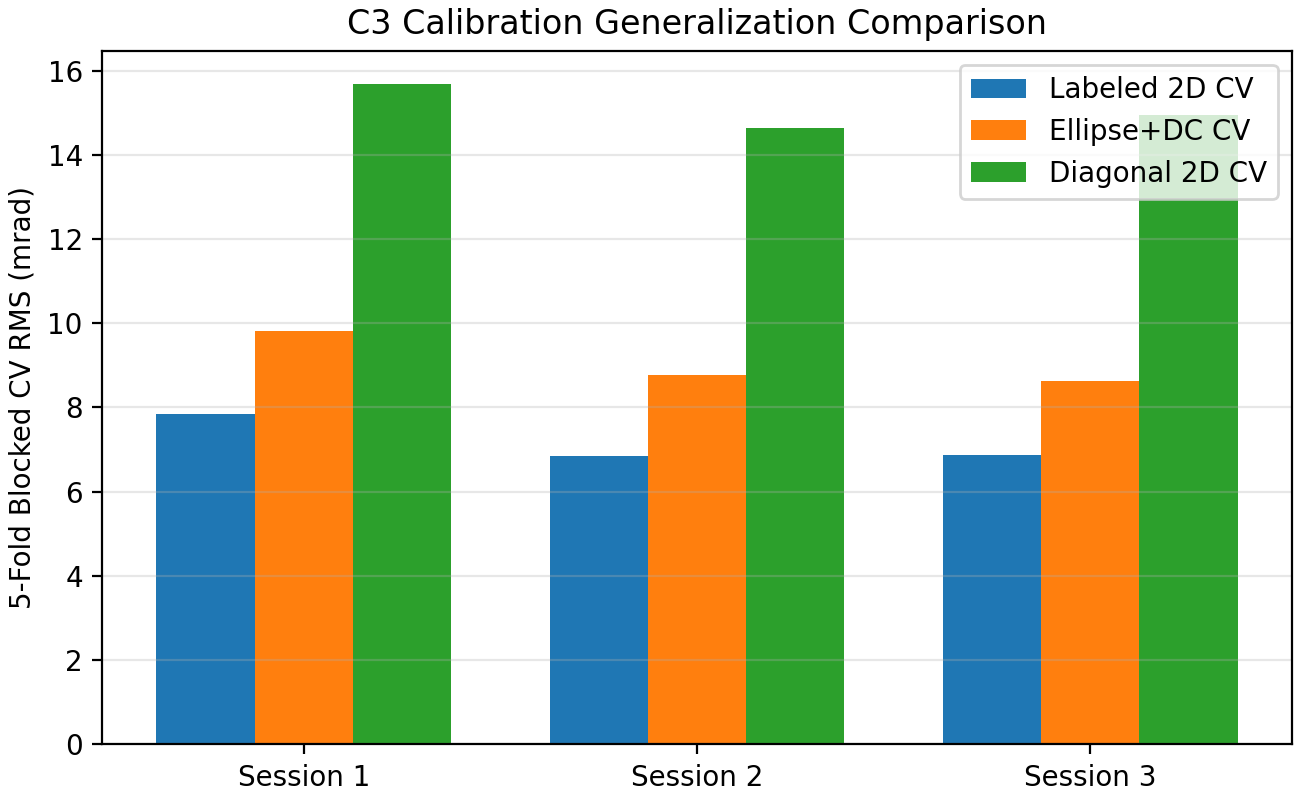 C3 Calibration Generalization Comparison
5-Fold Blocked CV RMS (mrad)
16
14
12
10
8
6
4
2
0
Labeled 2D CV
Ellipse+DC CV
Diagonal 2D CV
Session 1
Session 2
Session 3